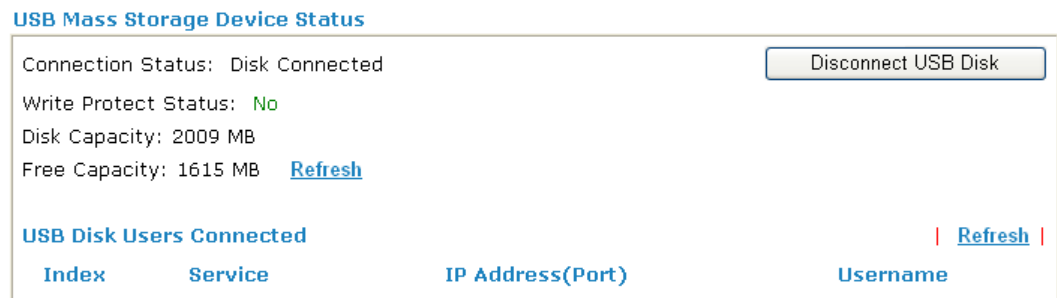 USB Mass Storage Device Status
Connection Status: Disk Connected Disconnect USB Disk
Write Protect Status: No
Disk Capacity: 2009 MB
Free Capacity: 1615 MB Refresh
USB Disk Users Connected | Refresh |
Index Service IP Address(Port) Username